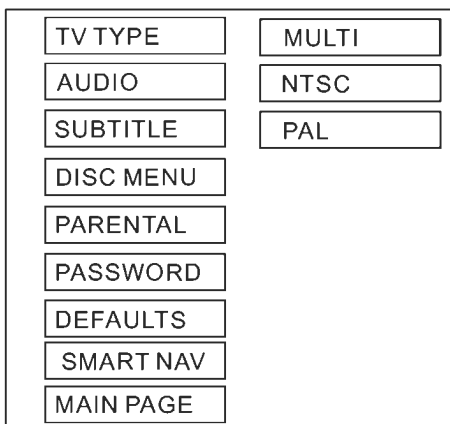 TV TYPE
MULTI
AUDIO
NTSC
SUBTITLE
PAL
DISC MENU
PARENTAL
PASSWORD
DEFAULTS
SMART NAV
MAIN PAGE